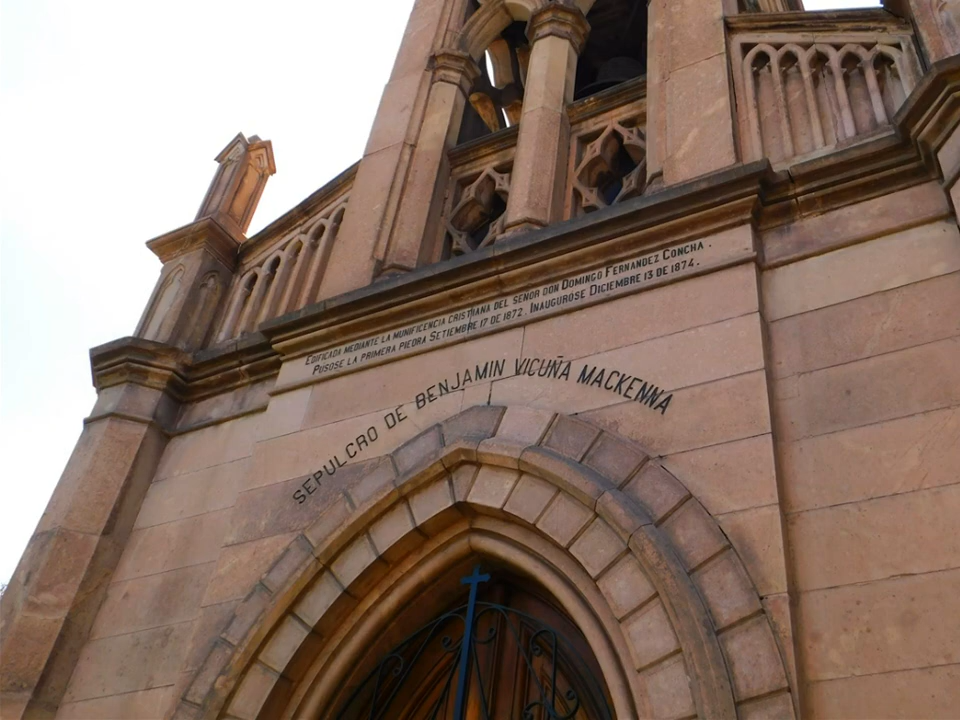 EDIFICADA MEDIANTE LA MUNIFICENCIA CRISTIANA DEL SEÑOR DON DOMINGO FERNANDEZ CONCHA.
PUSOSE LA PRIMERA PIEDRA SETIEMBRE 17 DE 1872. INAUGUROSE DICIEMBRE 13 DE 1874.
SEPULCRO DE BENJAMIN VICUÑA MACKENNA